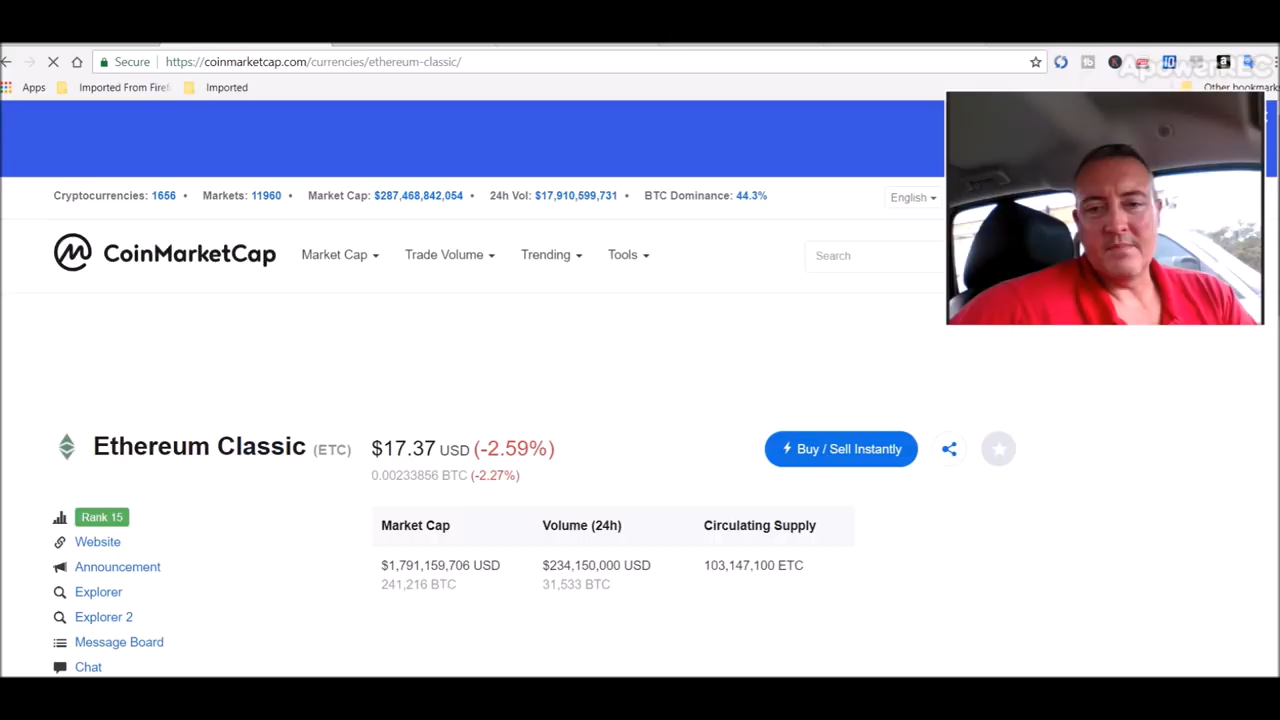 ApowerREC
Secure https://coinmarketcap.com/currencies/ethereum-classic/
Apps Imported From Firef Imported Other bookmark
Cryptocurrencies: 1656 • Markets: 11960 • Market Cap: $287,468,842,054 • 24h Vol: $17,910,599,731 • BTC Dominance: 44.3% English
CoinMarketCap Market Cap Trade Volume Trending Tools Search
Ethereum Classic (ETC) $17.37 USD (-2.59%) Buy / Sell Instantly
0.00233856 BTC (-2.27%)
Rank 15 Market Cap Volume (24h) Circulating Supply
Website
$1,791,159,706 USD $234,150,000 USD 103,147,100 ETC
Announcement
241,216 BTC 31,533 BTC
Explorer
Explorer 2
Message Board
Chat